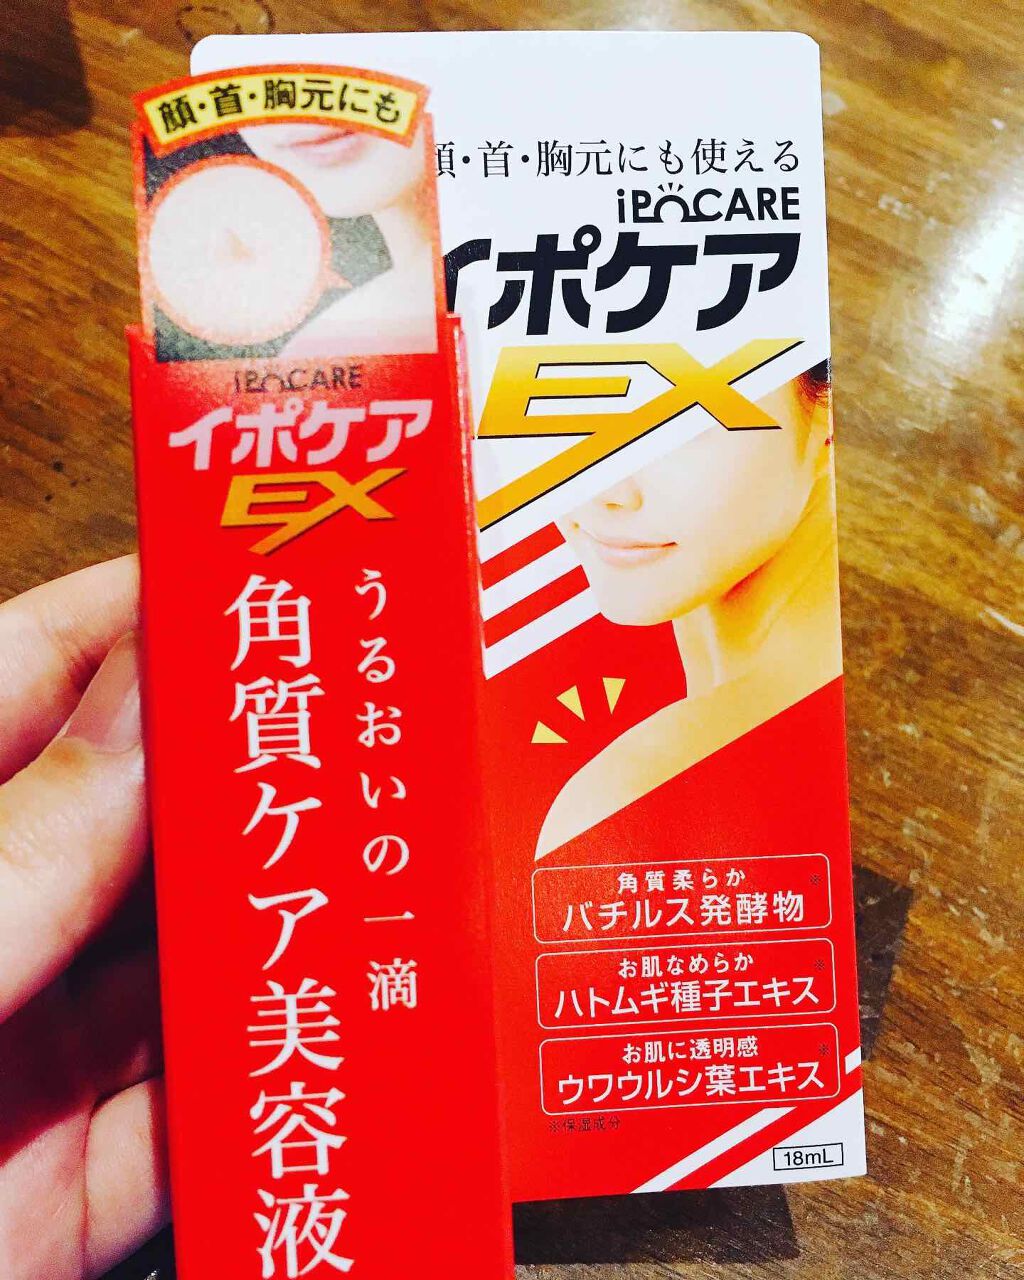 顔・首・胸元にも
iPOCARE
イポケア
EX
うるおいの一滴
角質ケア美容液
顔・首・胸元にも使える
iPOCARE
イポケア
EX
角質柔らか
バチルス発酵物※
お肌なめらか
ハトムギ種子エキス※
お肌に透明感
ウワウルシ葉エキス※
※保湿成分
18mL